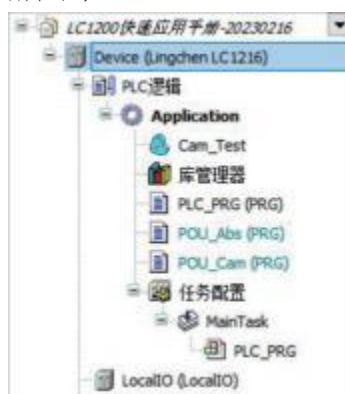 LC1200快速应用手册-20230216
Device (Lingchen LC1216)
PLC逻辑
Application
Cam_Test
库管理器
PLC_PRG (PRG)
POU_Abs (PRG)
POU_Cam (PRG)
任务配置
MainTask
PLC_PRG
LocalIO (LocalIO)